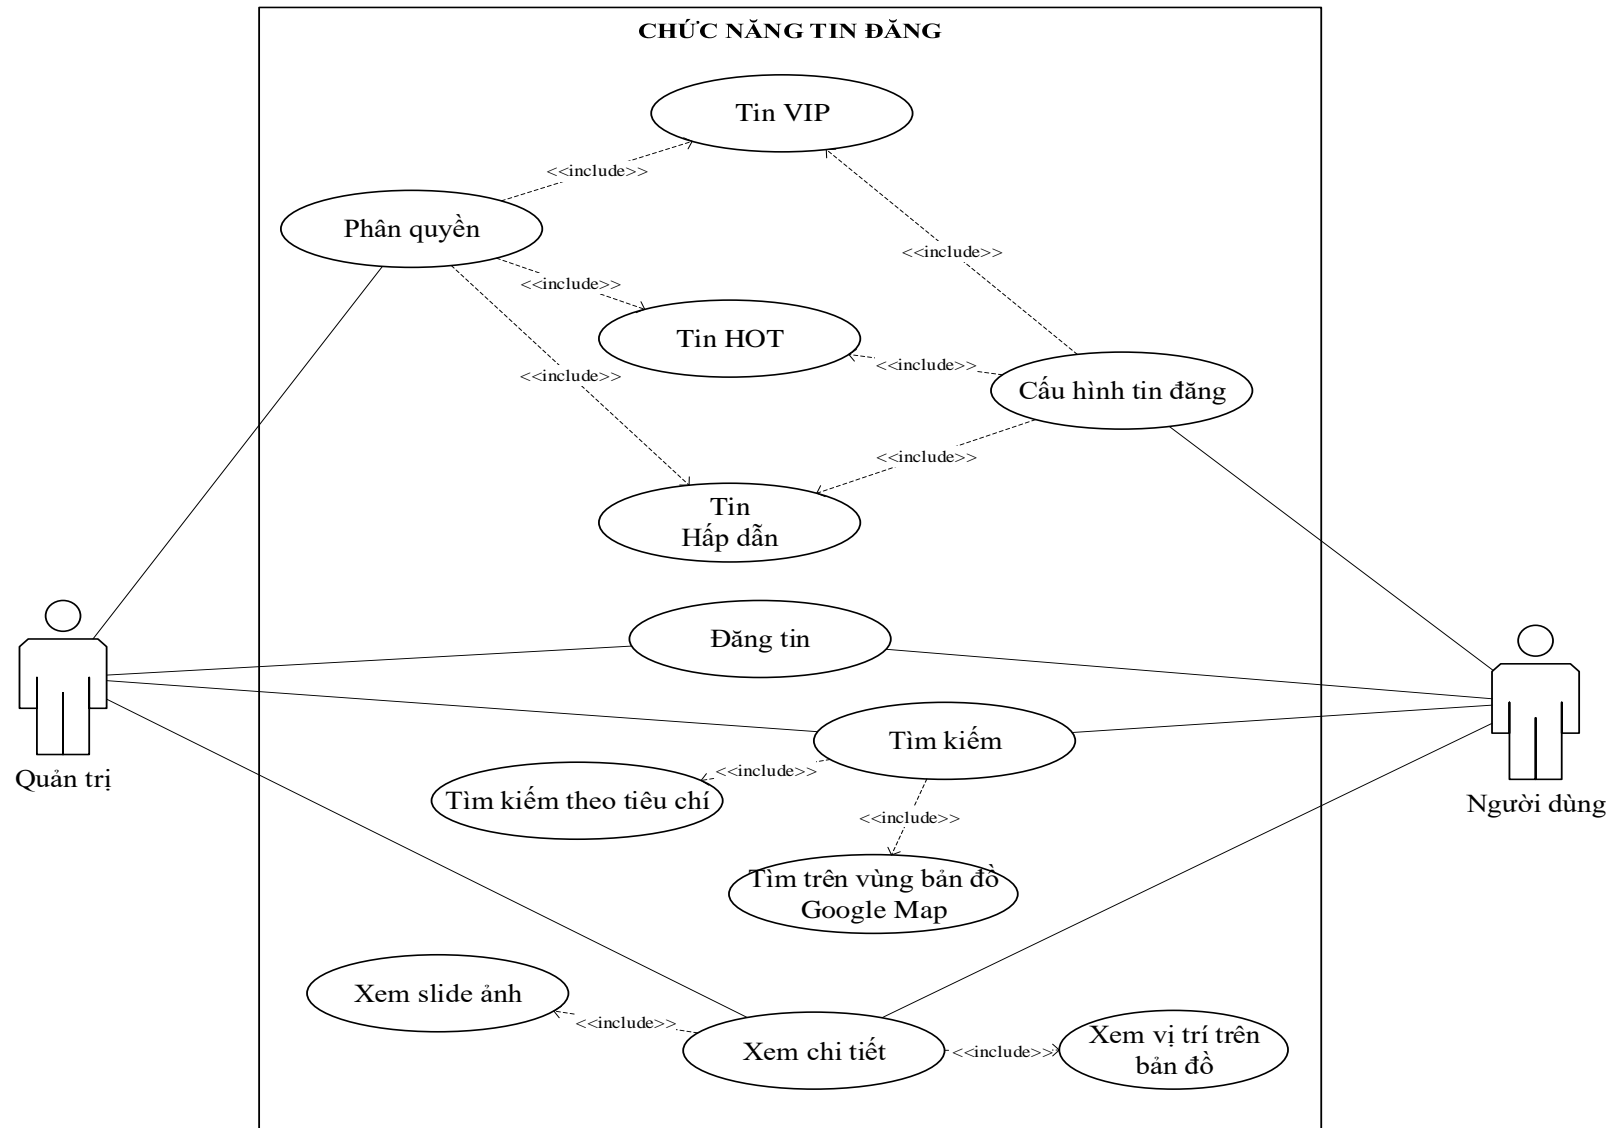 CHỨC NĂNG TIN ĐĂNG
Tin VIP
<<include>>
Phân quyền
<<include>>
<<include>>
Tin HOT
<<include>>
<<include>>
Cấu hình tin đăng
<<include>>
Tin
Hấp dẫn
Đăng tin
Tìm kiếm
Quản trị
<<include>>
Tìm kiếm theo tiêu chí
Người dùng
<<include>>
Tìm trên vùng bản đồ
Google Map
Xem slide ảnh
<<include>>
Xem chi tiết
<<include>>
Xem vị trí trên
bản đồ